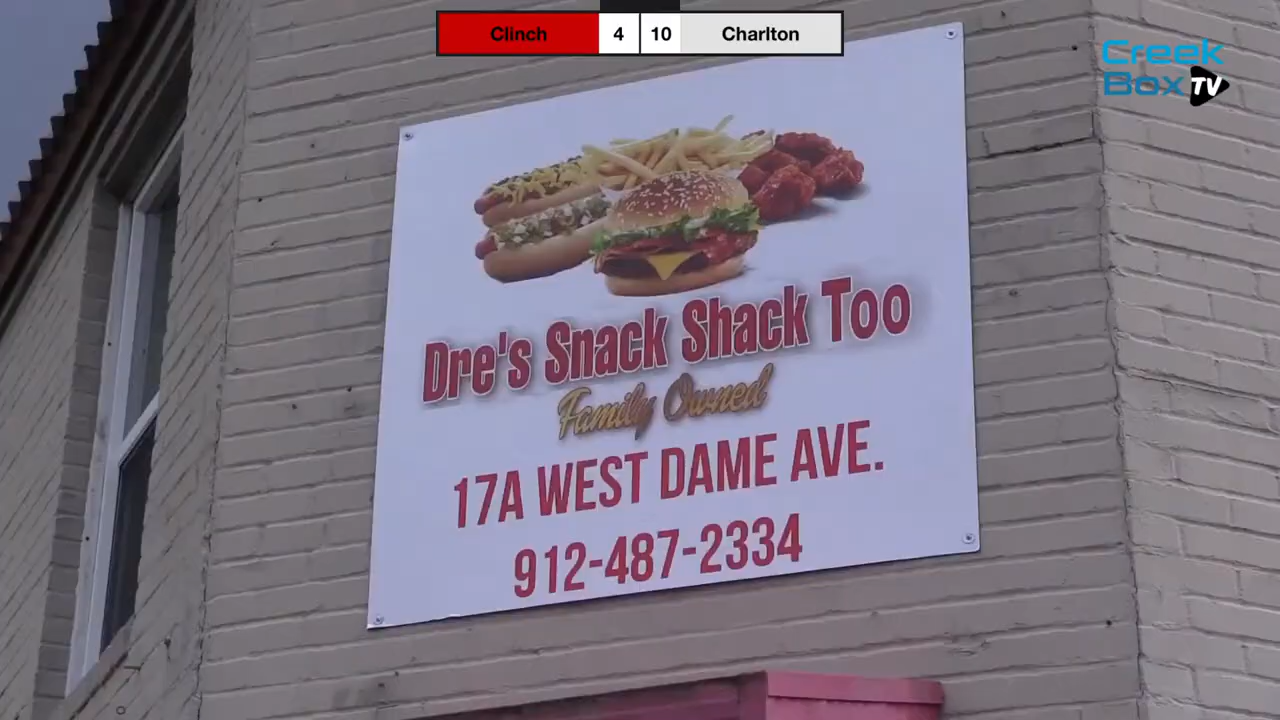 Clinch 4 10 Charlton
Creek
Box TV
Dre's Snack Shack Too
Family Owned
17A WEST DAME AVE.
912-487-2334